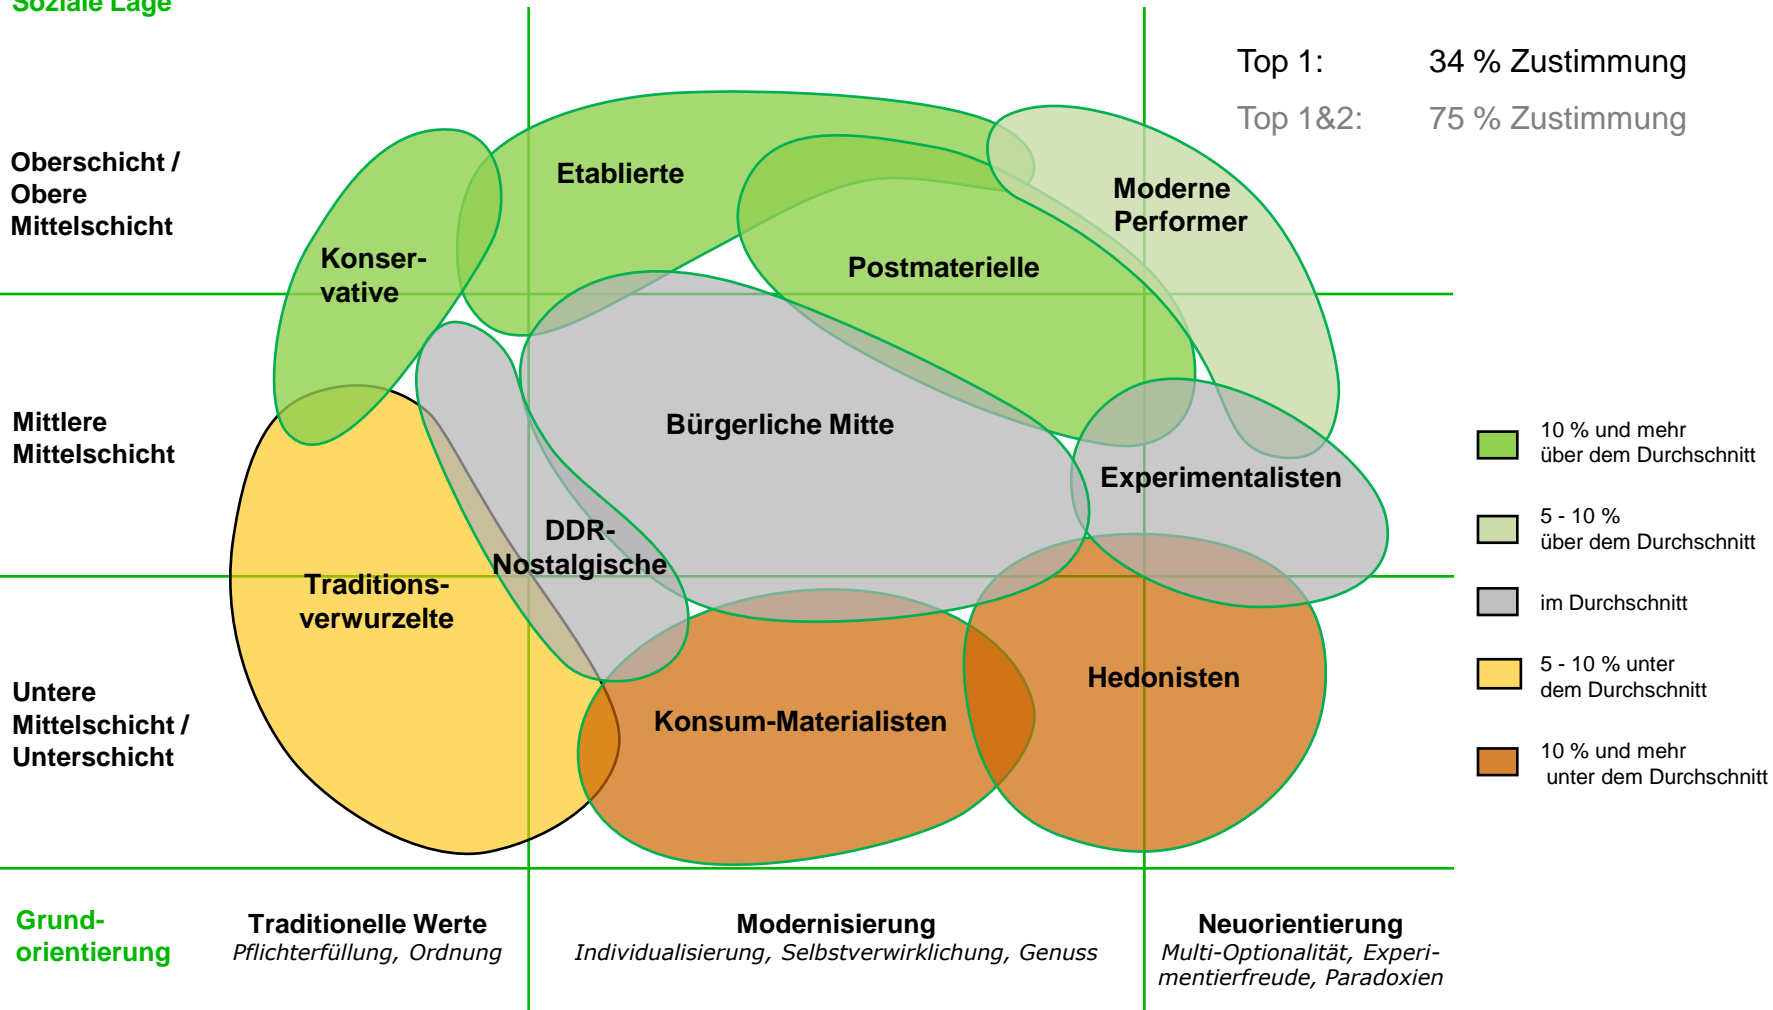 Soziale Lage
Top 1: 34 % Zustimmung
Top 1&2: 75 % Zustimmung
Oberschicht /
Obere
Mittelschicht
Etablierte
Moderne
Performer
Konser-
vative
Postmaterielle
Mittlere
Mittelschicht
Bürgerliche Mitte
Experimentalisten
DDR-
Nostalgische
Traditions-
verwurzelte
Untere
Mittelschicht /
Unterschicht
Hedonisten
Konsum-Materialisten
10 % und mehr
über dem Durchschnitt
5 - 10 %
über dem Durchschnitt
im Durchschnitt
5 - 10 % unter
dem Durchschnitt
10 % und mehr
unter dem Durchschnitt
Grund-
orientierung
Traditionelle Werte
Pflichterfüllung, Ordnung
Modernisierung
Individualisierung, Selbstverwirklichung, Genuss
Neuorientierung
Multi-Optionalität, Experi-
mentierfreude, Paradoxien